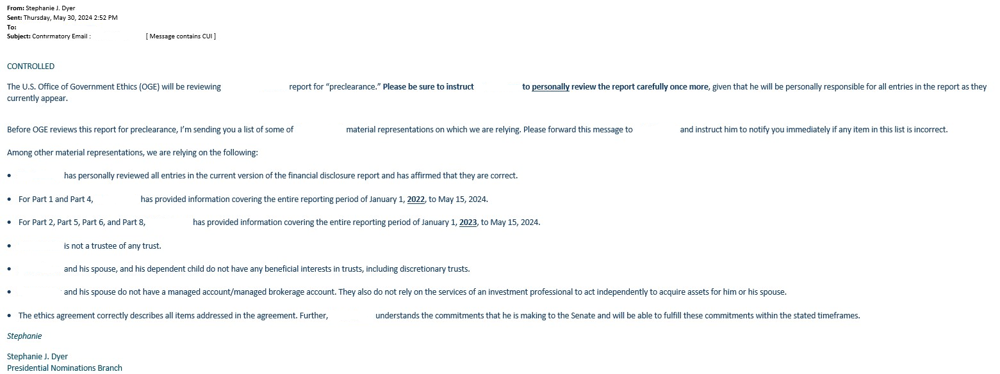 From: Stephanie J. Dyer
Sent: Thursday, May 30, 2024 2:52 PM
To:
Subject: Confirmatory Email : [ Message contains CUI ]
CONTROLLED
The U.S. Office of Government Ethics (OGE) will be reviewing report for “preclearance.” Please be sure to instruct to personally review the report carefully once more, given that he will be personally responsible for all entries in the report as they
currently appear.
Before OGE reviews this report for preclearance, I’m sending you a list of some of material representations on which we are relying. Please forward this message to and instruct him to notify you immediately if any item in this list is incorrect.
Among other material representations, we are relying on the following:
• has personally reviewed all entries in the current version of the financial disclosure report and has affirmed that they are correct.
• For Part 1 and Part 4, has provided information covering the entire reporting period of January 1, 2022, to May 15, 2024.
• For Part 2, Part 5, Part 6, and Part 8, has provided information covering the entire reporting period of January 1, 2023, to May 15, 2024.
• is not a trustee of any trust.
• and his spouse, and his dependent child do not have any beneficial interests in trusts, including discretionary trusts.
• and his spouse do not have a managed account/managed brokerage account. They also do not rely on the services of an investment professional to act independently to acquire assets for him or his spouse.
• The ethics agreement correctly describes all items addressed in the agreement. Further, understands the commitments that he is making to the Senate and will be able to fulfill these commitments within the stated timeframes.
Stephanie
Stephanie J. Dyer
Presidential Nominations Branch